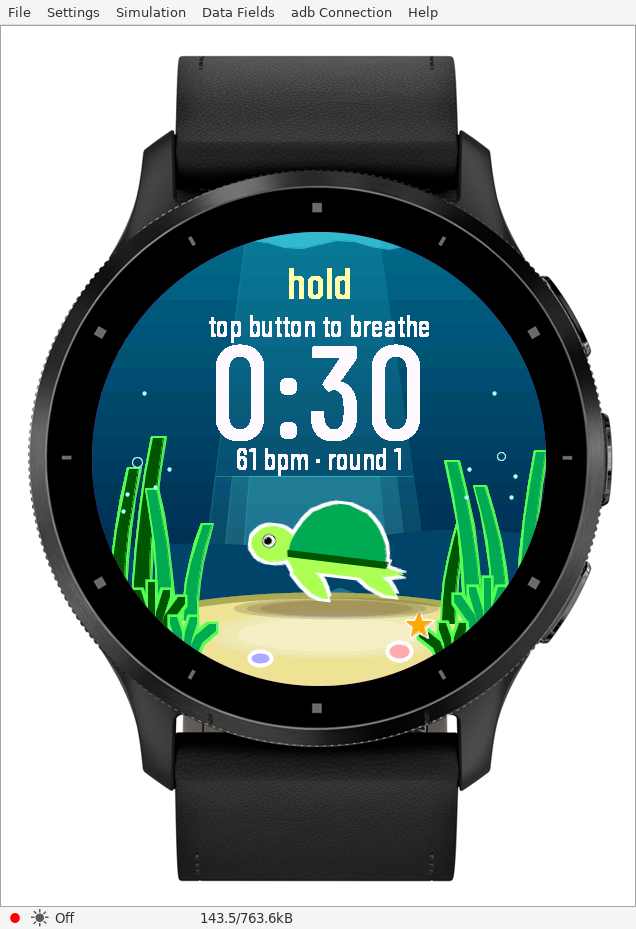 File Settings Simulation Data Fields adb Connection Help
hold
top button to breathe
0:30
61 bpm · round 1
Off 143.5/763.6kB